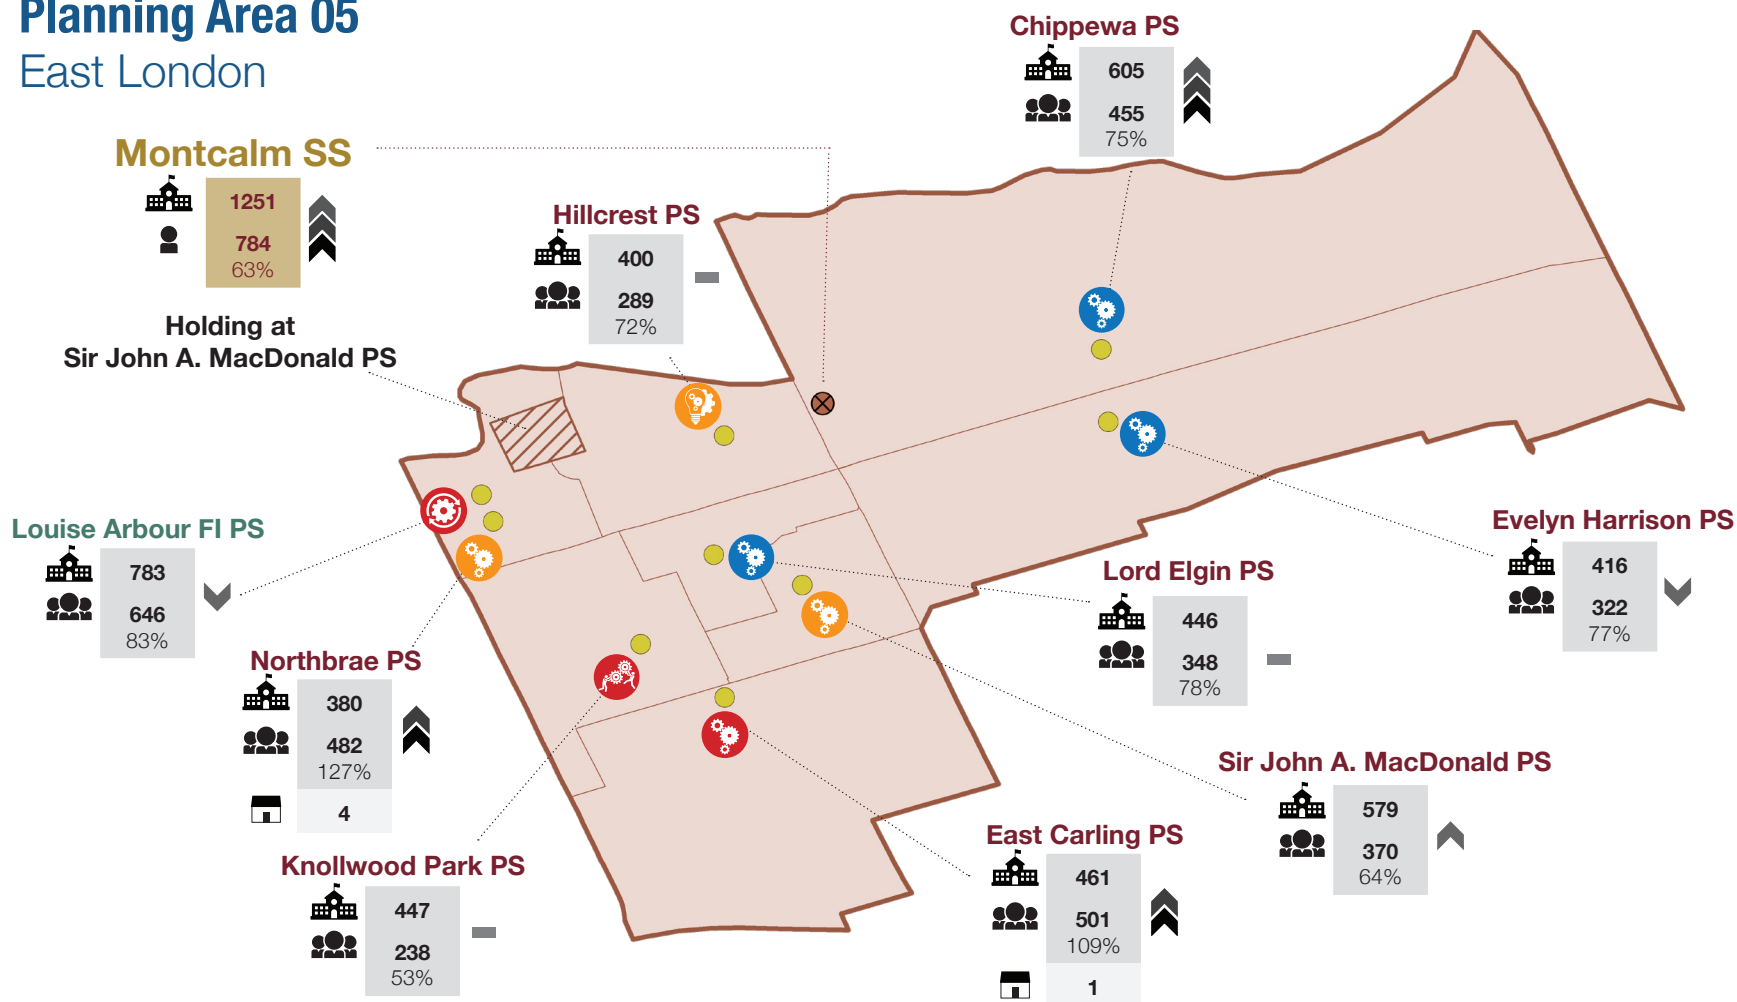 Planning Area 05
East London
Chippewa PS
605
455
75%
Montcalm SS
1251
784
63%
Hillcrest PS
400
289
72%
Holding at
Sir John A. MacDonald PS
Louise Arbour FI PS
783
646
83%
Evelyn Harrison PS
416
322
77%
Lord Elgin PS
446
348
78%
Northbrae PS
380
482
127%
4
Sir John A. MacDonald PS
579
370
64%
East Carling PS
461
501
109%
1
Knollwood Park PS
447
238
53%